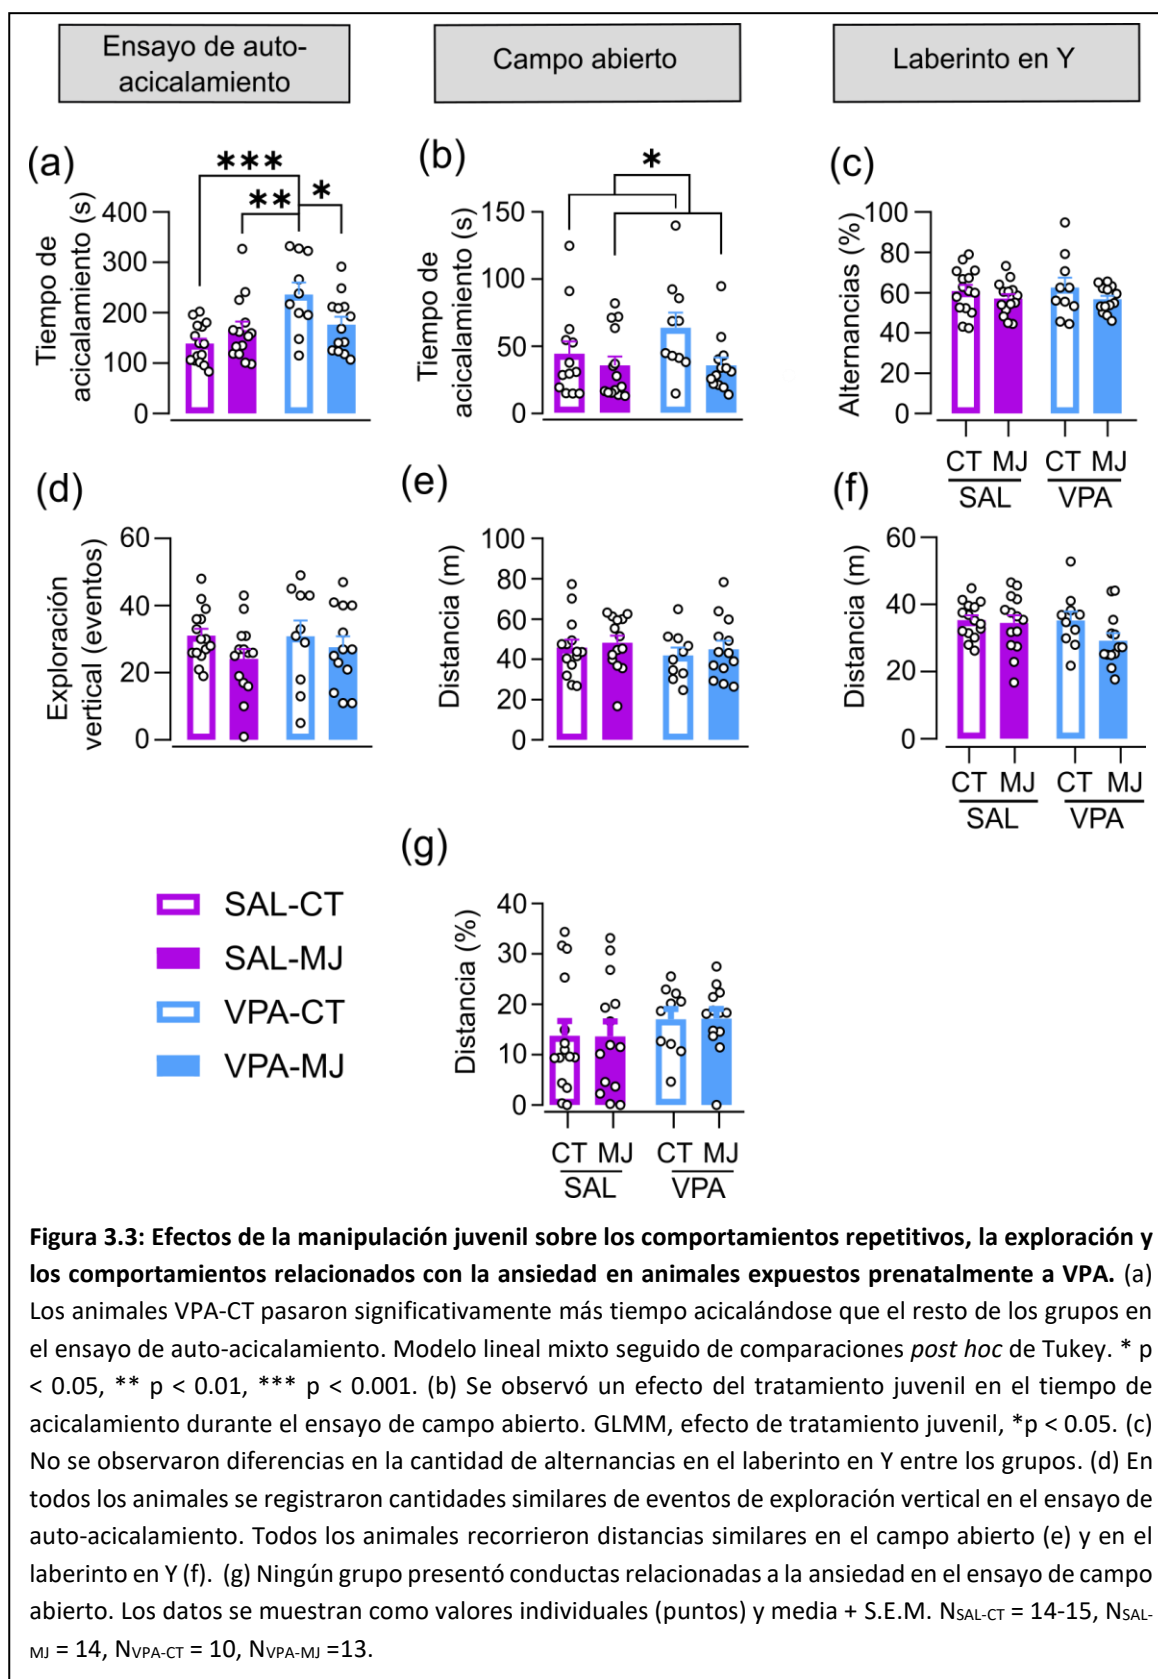 Ensayo de auto-
acicalamiento
Campo abierto
Laberinto en Y
(a)
Tiempo de
acicalamiento (s)
400
300
200
100
0
***
**
*
(b)
Tiempo de
acicalamiento (s)
150
100
50
0
*
(c)
Alternancias (%)
100
80
60
40
20
0
CT MJ CT MJ
SAL VPA
(d)
Exploración
vertical (eventos)
60
40
20
0
(e)
Distancia (m)
100
80
60
40
20
0
(f)
Distancia (m)
60
40
20
0
CT MJ CT MJ
SAL VPA
(g)
Distancia (%)
40
30
20
10
0
CT MJ CT MJ
SAL VPA
SAL-CT
SAL-MJ
VPA-CT
VPA-MJ
Figura 3.3: Efectos de la manipulación juvenil sobre los comportamientos repetitivos, la exploración y
los comportamientos relacionados con la ansiedad en animales expuestos prenatalmente a VPA. (a)
Los animales VPA-CT pasaron significativamente más tiempo acicalándose que el resto de los grupos en
el ensayo de auto-acicalamiento. Modelo lineal mixto seguido de comparaciones post hoc de Tukey. * p
< 0.05, ** p < 0.01, *** p < 0.001. (b) Se observó un efecto del tratamiento juvenil en el tiempo de
acicalamiento durante el ensayo de campo abierto. GLMM, efecto de tratamiento juvenil, *p < 0.05. (c)
No se observaron diferencias en la cantidad de alternancias en el laberinto en Y entre los grupos. (d) En
todos los animales se registraron cantidades similares de eventos de exploración vertical en el ensayo de
auto-acicalamiento. Todos los animales recorrieron distancias similares en el campo abierto (e) y en el
laberinto en Y (f). (g) Ningún grupo presentó conductas relacionadas a la ansiedad en el ensayo de campo
abierto. Los datos se muestran como valores individuales (puntos) y media + S.E.M. NSAL-CT = 14-15, NSAL-
MJ = 14, NVPA-CT = 10, NVPA-MJ =13.